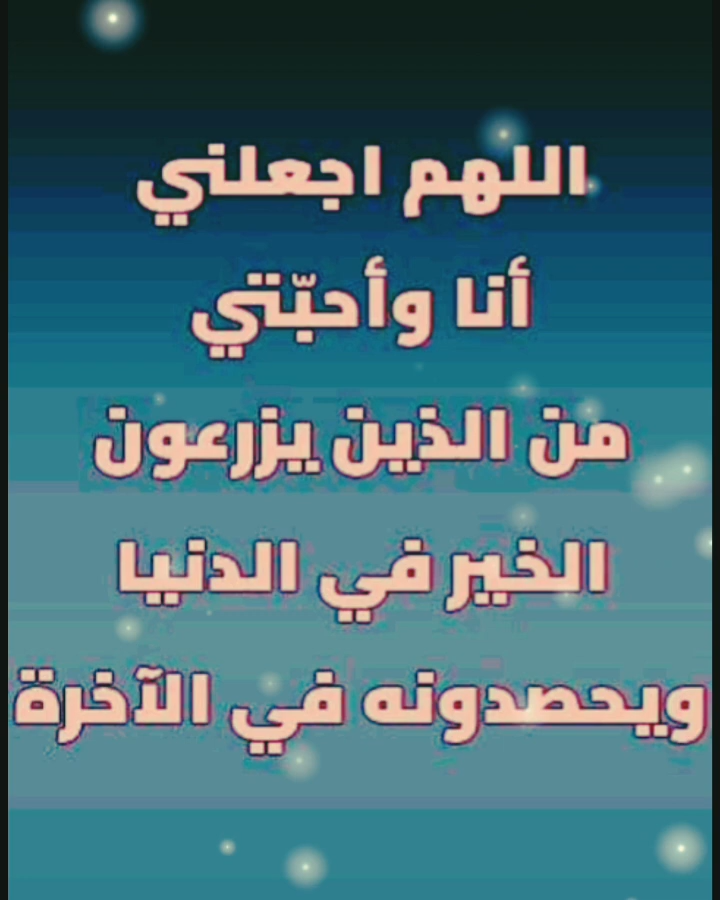 اللهم اجعلني
أنا وأحبّتي
من الذين يزرعون
الخير في الدنيا
ويحصدونه في الآخرة